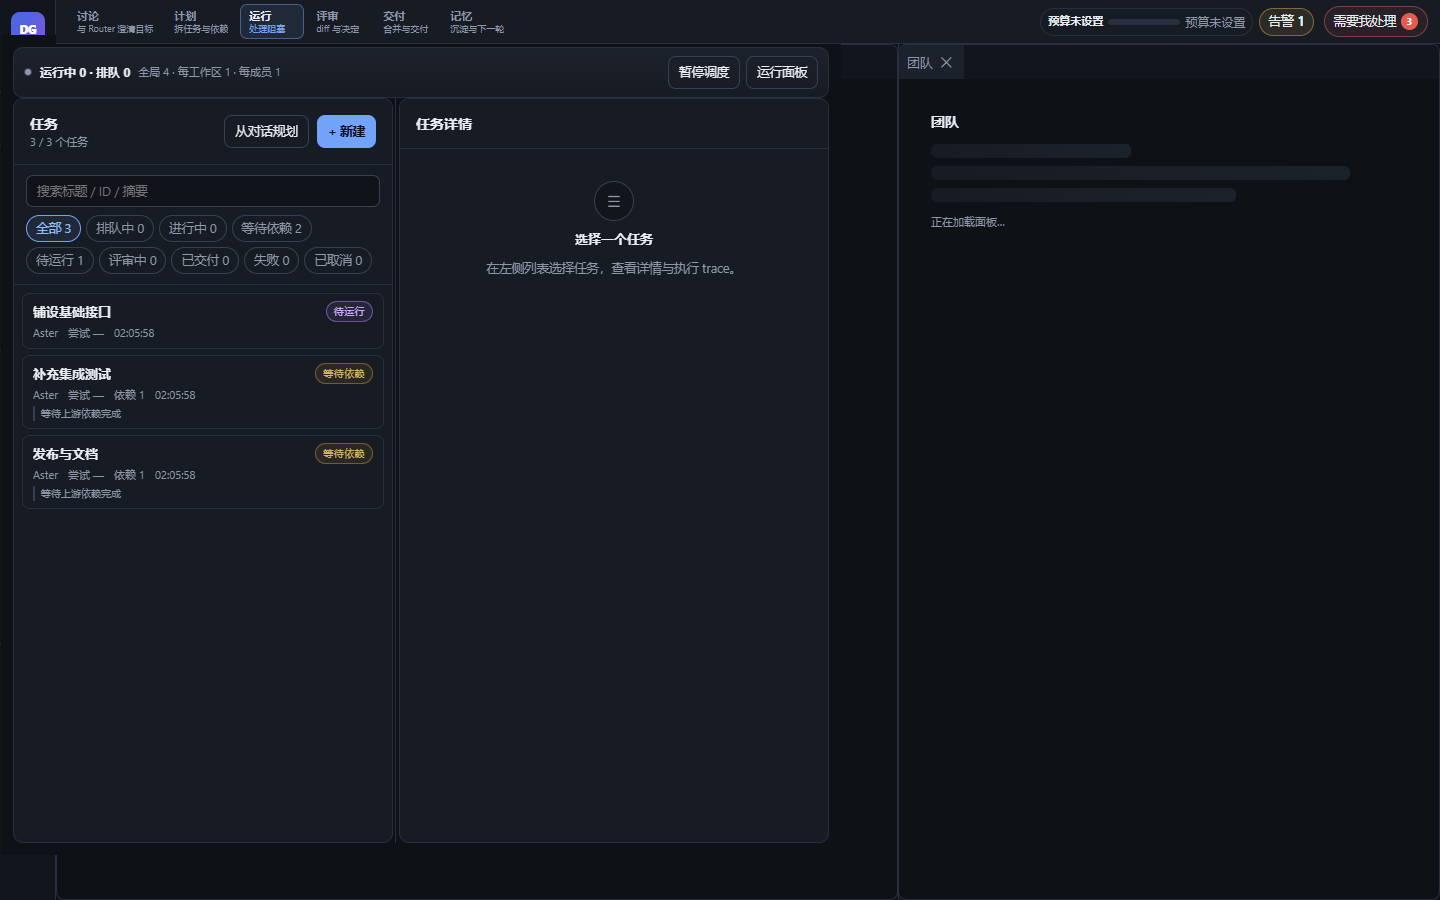 DG
讨论
与 Router 澄清目标
计划
拆任务与依赖
运行
处理阻塞
评审
diff 与决定
交付
合并与交付
记忆
沉淀与下一轮
预算未设置 预算未设置
告警 1
需要我处理 3
运行中 0 · 排队 0 全局 4 · 每工作区 1 · 每成员 1
暂停调度
运行面板
任务
3 / 3 个任务
从对话规划
+ 新建
搜索标题 / ID / 摘要
全部 3 排队中 0 进行中 0 等待依赖 2
待运行 1 评审中 0 已交付 0 失败 0 已取消 0
铺设基础接口 待运行
Aster 尝试 — 02:05:58
补充集成测试 等待依赖
Aster 尝试 — 依赖 1 02:05:58
等待上游依赖完成
发布与文档 等待依赖
Aster 尝试 — 依赖 1 02:05:58
等待上游依赖完成
任务详情
选择一个任务
在左侧列表选择任务，查看详情与执行 trace。
团队
团队
正在加载面板...